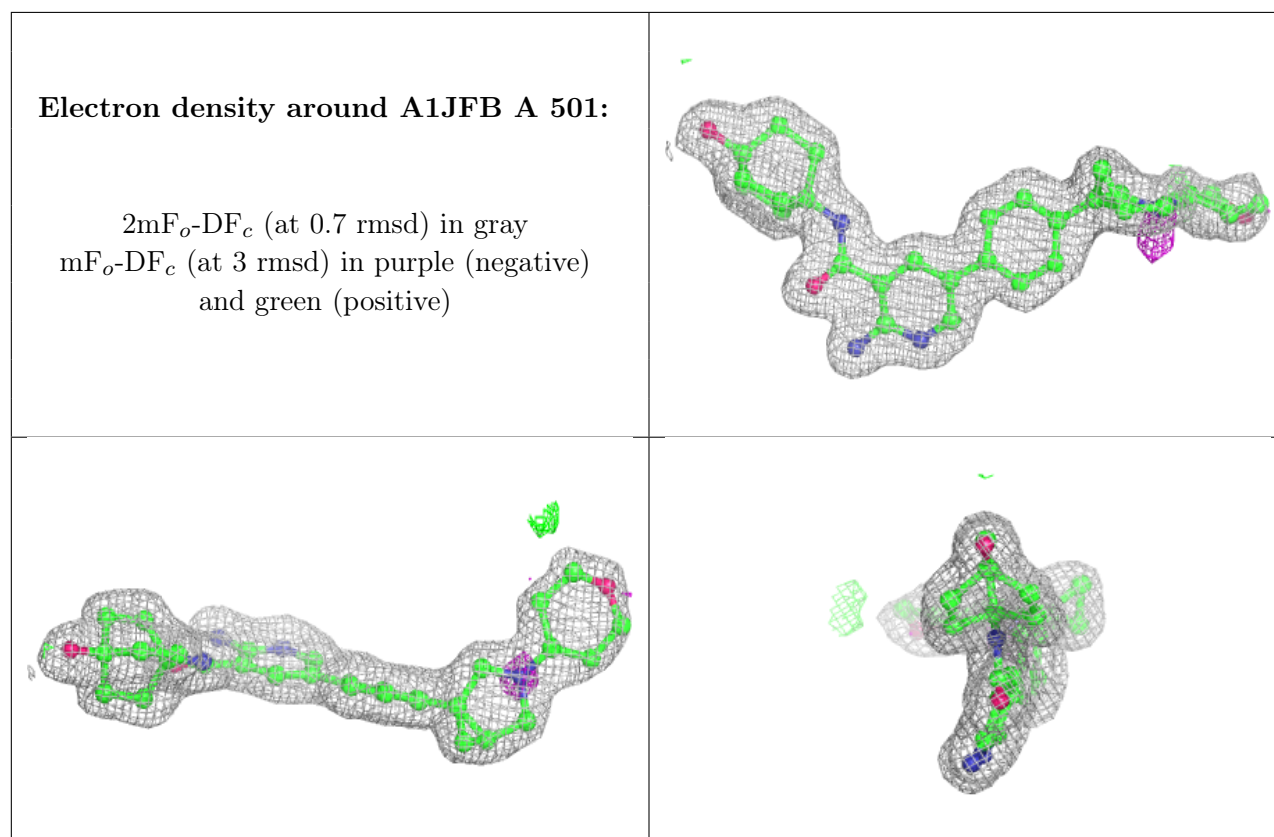 Electron density around A1JFB A 501:
2mFₒ-DF𝒸 (at 0.7 rmsd) in gray
mFₒ-DF𝒸 (at 3 rmsd) in purple (negative)
and green (positive)